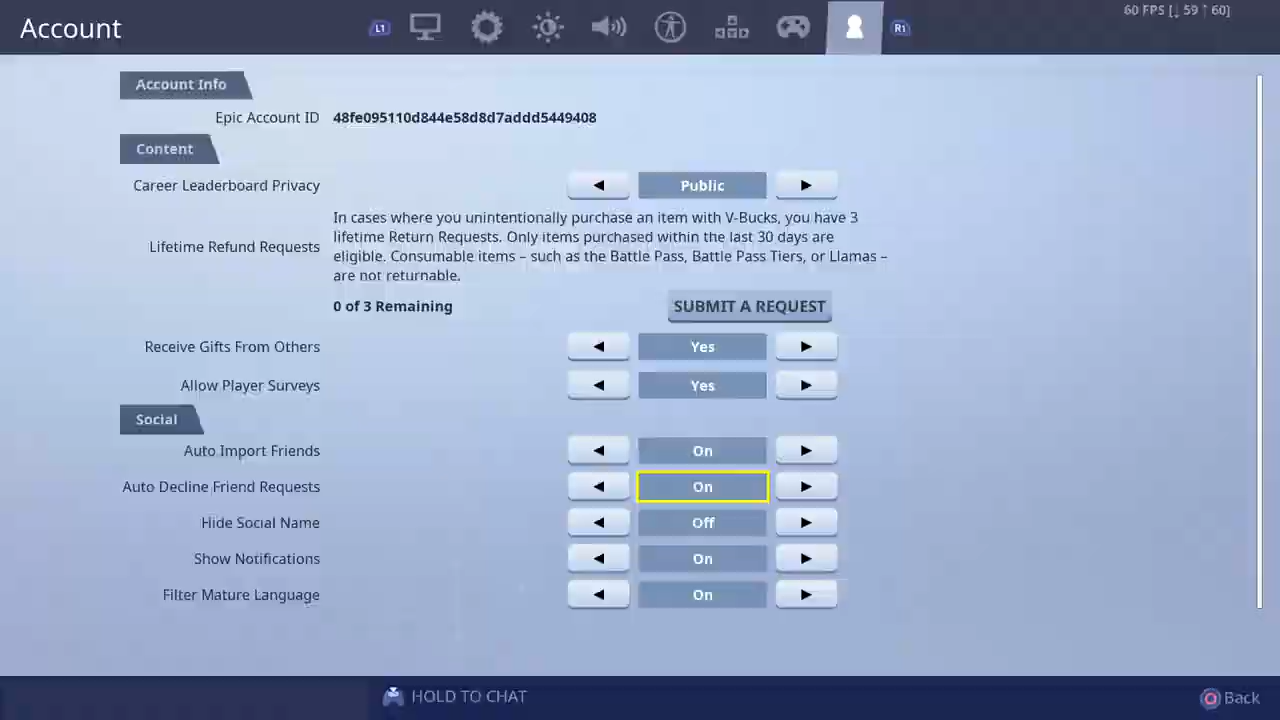 Account
L1
R1
60 FPS [↓ 59 ↑ 60]
Account Info
Epic Account ID 48fe095110d844e58d8d7addd5449408
Content
Career Leaderboard Privacy ◀ Public ▶
In cases where you unintentionally purchase an item with V-Bucks, you have 3
lifetime Return Requests. Only items purchased within the last 30 days are
Lifetime Refund Requests
eligible. Consumable items – such as the Battle Pass, Battle Pass Tiers, or Llamas –
are not returnable.
0 of 3 Remaining SUBMIT A REQUEST
Receive Gifts From Others ◀ Yes ▶
Allow Player Surveys ◀ Yes ▶
Social
Auto Import Friends ◀ On ▶
Auto Decline Friend Requests ◀ On ▶
Hide Social Name ◀ Off ▶
Show Notifications ◀ On ▶
Filter Mature Language ◀ On ▶
HOLD TO CHAT
Back